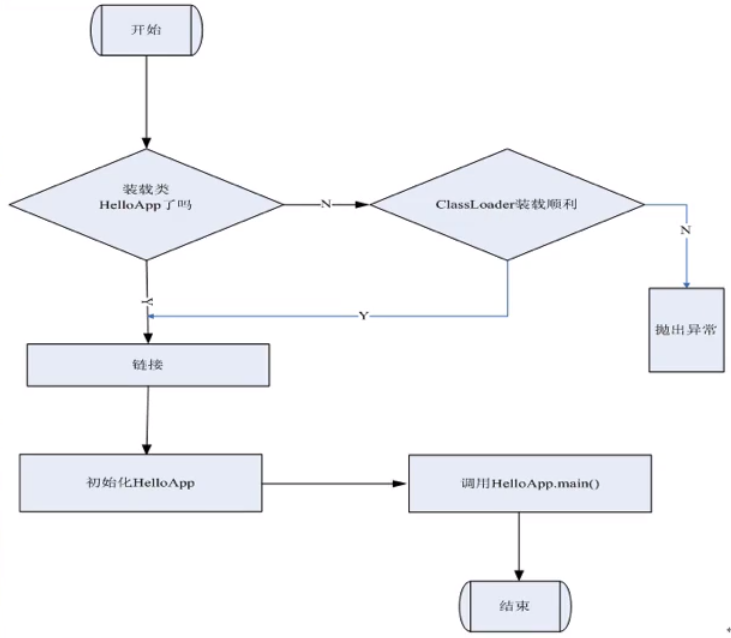 开始
装载类
HelloApp了吗
N
ClassLoader装载顺利
N
Y
Y
抛出异常
链接
初始化HelloApp
调用HelloApp.main()
结束